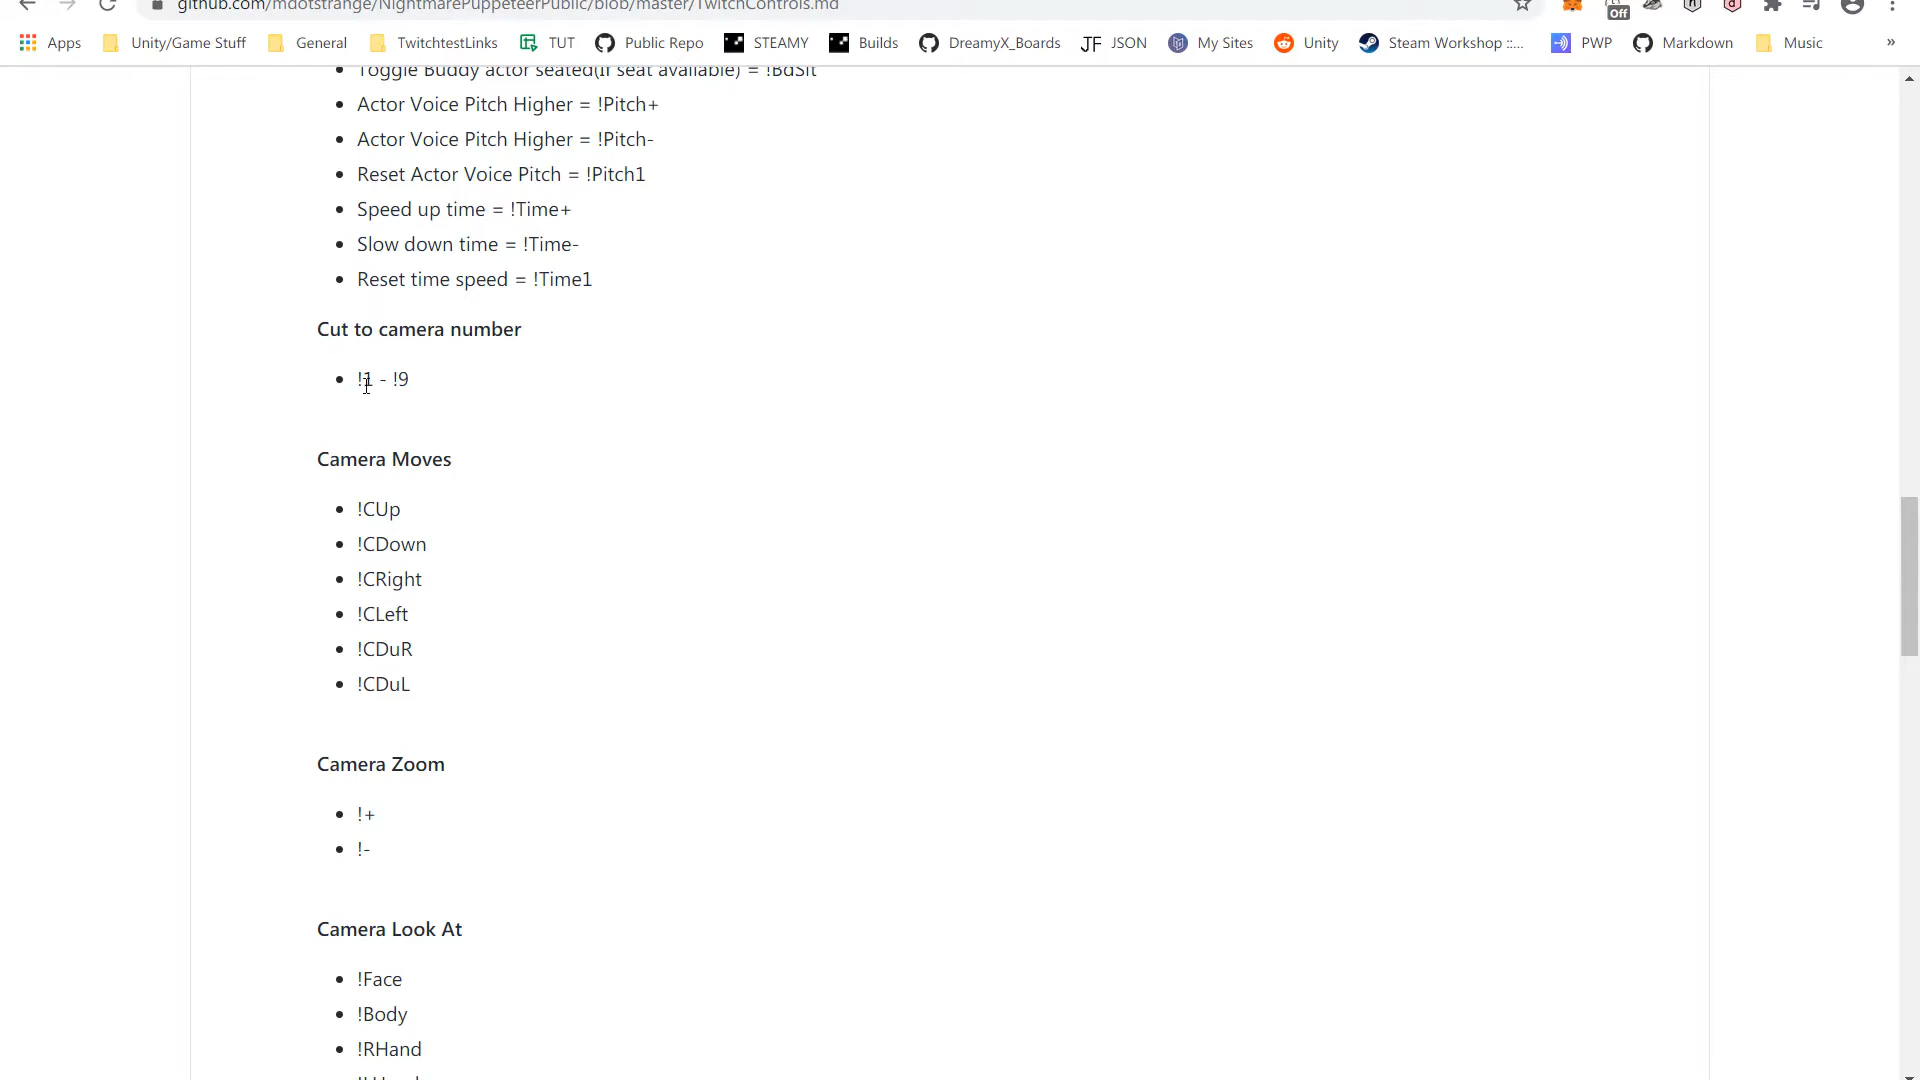 github.com/mdotstrange/NightmarePuppeteerPublic/blob/master/TwitchControls.md
Off
Apps Unity/Game Stuff General TwitchtestLinks TUT Public Repo STEAMY Builds DreamyX_Boards JF JSON My Sites Unity Steam Workshop ::... PWP Markdown Music »
Toggle Buddy actor seated(if seat available) = !BdSit
Actor Voice Pitch Higher = !Pitch+
Actor Voice Pitch Higher = !Pitch-
Reset Actor Voice Pitch = !Pitch1
Speed up time = !Time+
Slow down time = !Time-
Reset time speed = !Time1
Cut to camera number
!1 - !9
Camera Moves
!CUp
!CDown
!CRight
!CLeft
!CDuR
!CDuL
Camera Zoom
!+
!-
Camera Look At
!Face
!Body
!RHand